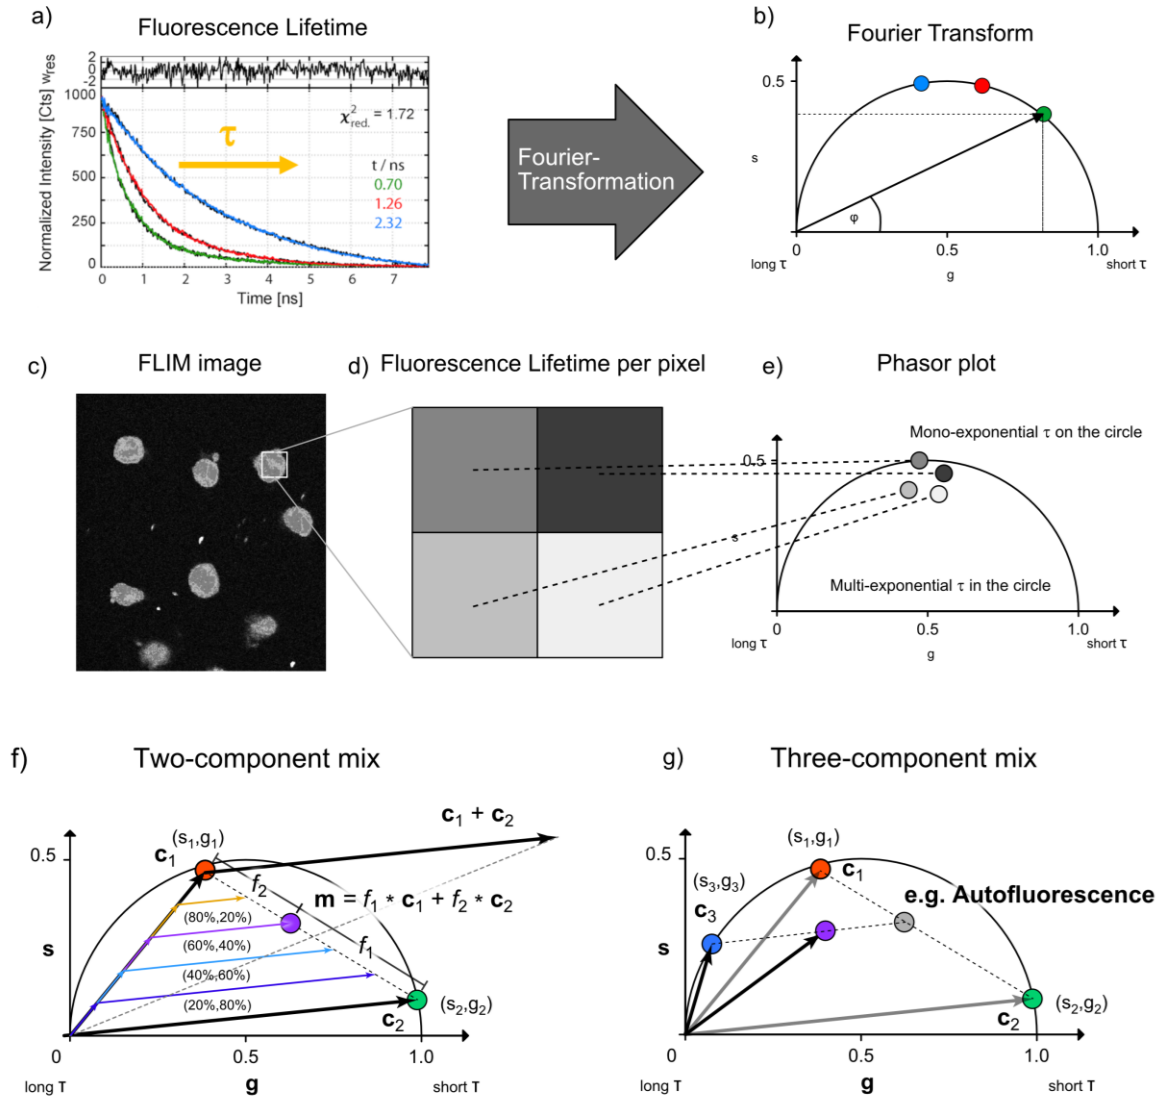 a)
Fluorescence Lifetime
2
0
-2
wres
1000
750
500
250
0
Normalized Intensity [Cts]
χ²red. = 1.72
τ
t / ns
0.70
1.26
2.32
0 1 2 3 4 5 6 7
Time [ns]
Fourier-
Transformation
b)
Fourier Transform
0.5
s
φ
0 1.0
long τ g short τ
c)
FLIM image
d)
Fluorescence Lifetime per pixel
e)
Phasor plot
Mono-exponential τ on the circle
0.5
s
Multi-exponential τ in the circle
0 0.5 1.0
long τ g short τ
f)
Two-component mix
c1 + c2
(s1,g1)
0.5
c1
f2
m = f1 * c1 + f2 * c2
(80%,20%)
s
(60%,40%)
f1
(40%,60%)
(20%,80%)
(s2,g2)
c2
0 0.5 1.0
long τ g short τ
g)
Three-component mix
(s1,g1)
0.5
c1
(s3,g3)
e.g. Autofluorescence
c3
s
(s2,g2)
c2
0 0.5 1.0
long τ g short τ